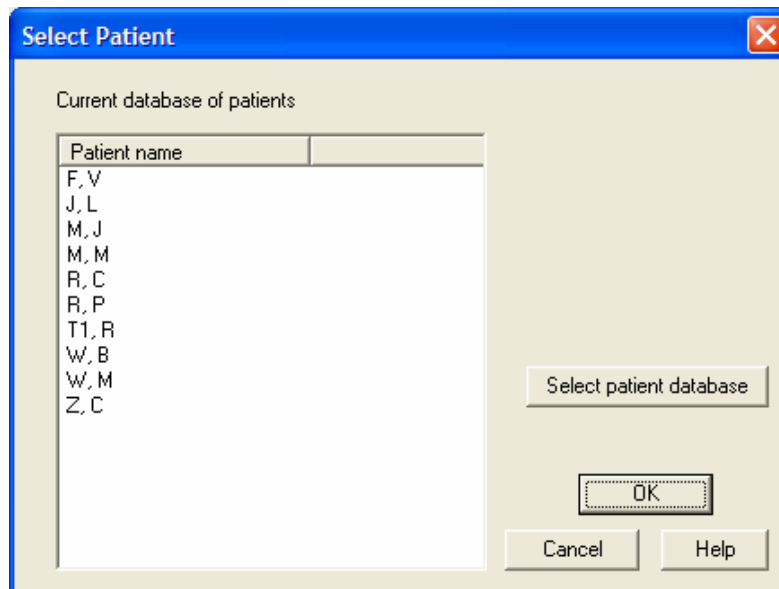 Select Patient
Current database of patients
Patient name
F, V
J, L
M, J
M, M
R, C
R, P
T1, R
W, B
W, M
Z, C
Select patient database
OK
Cancel
Help